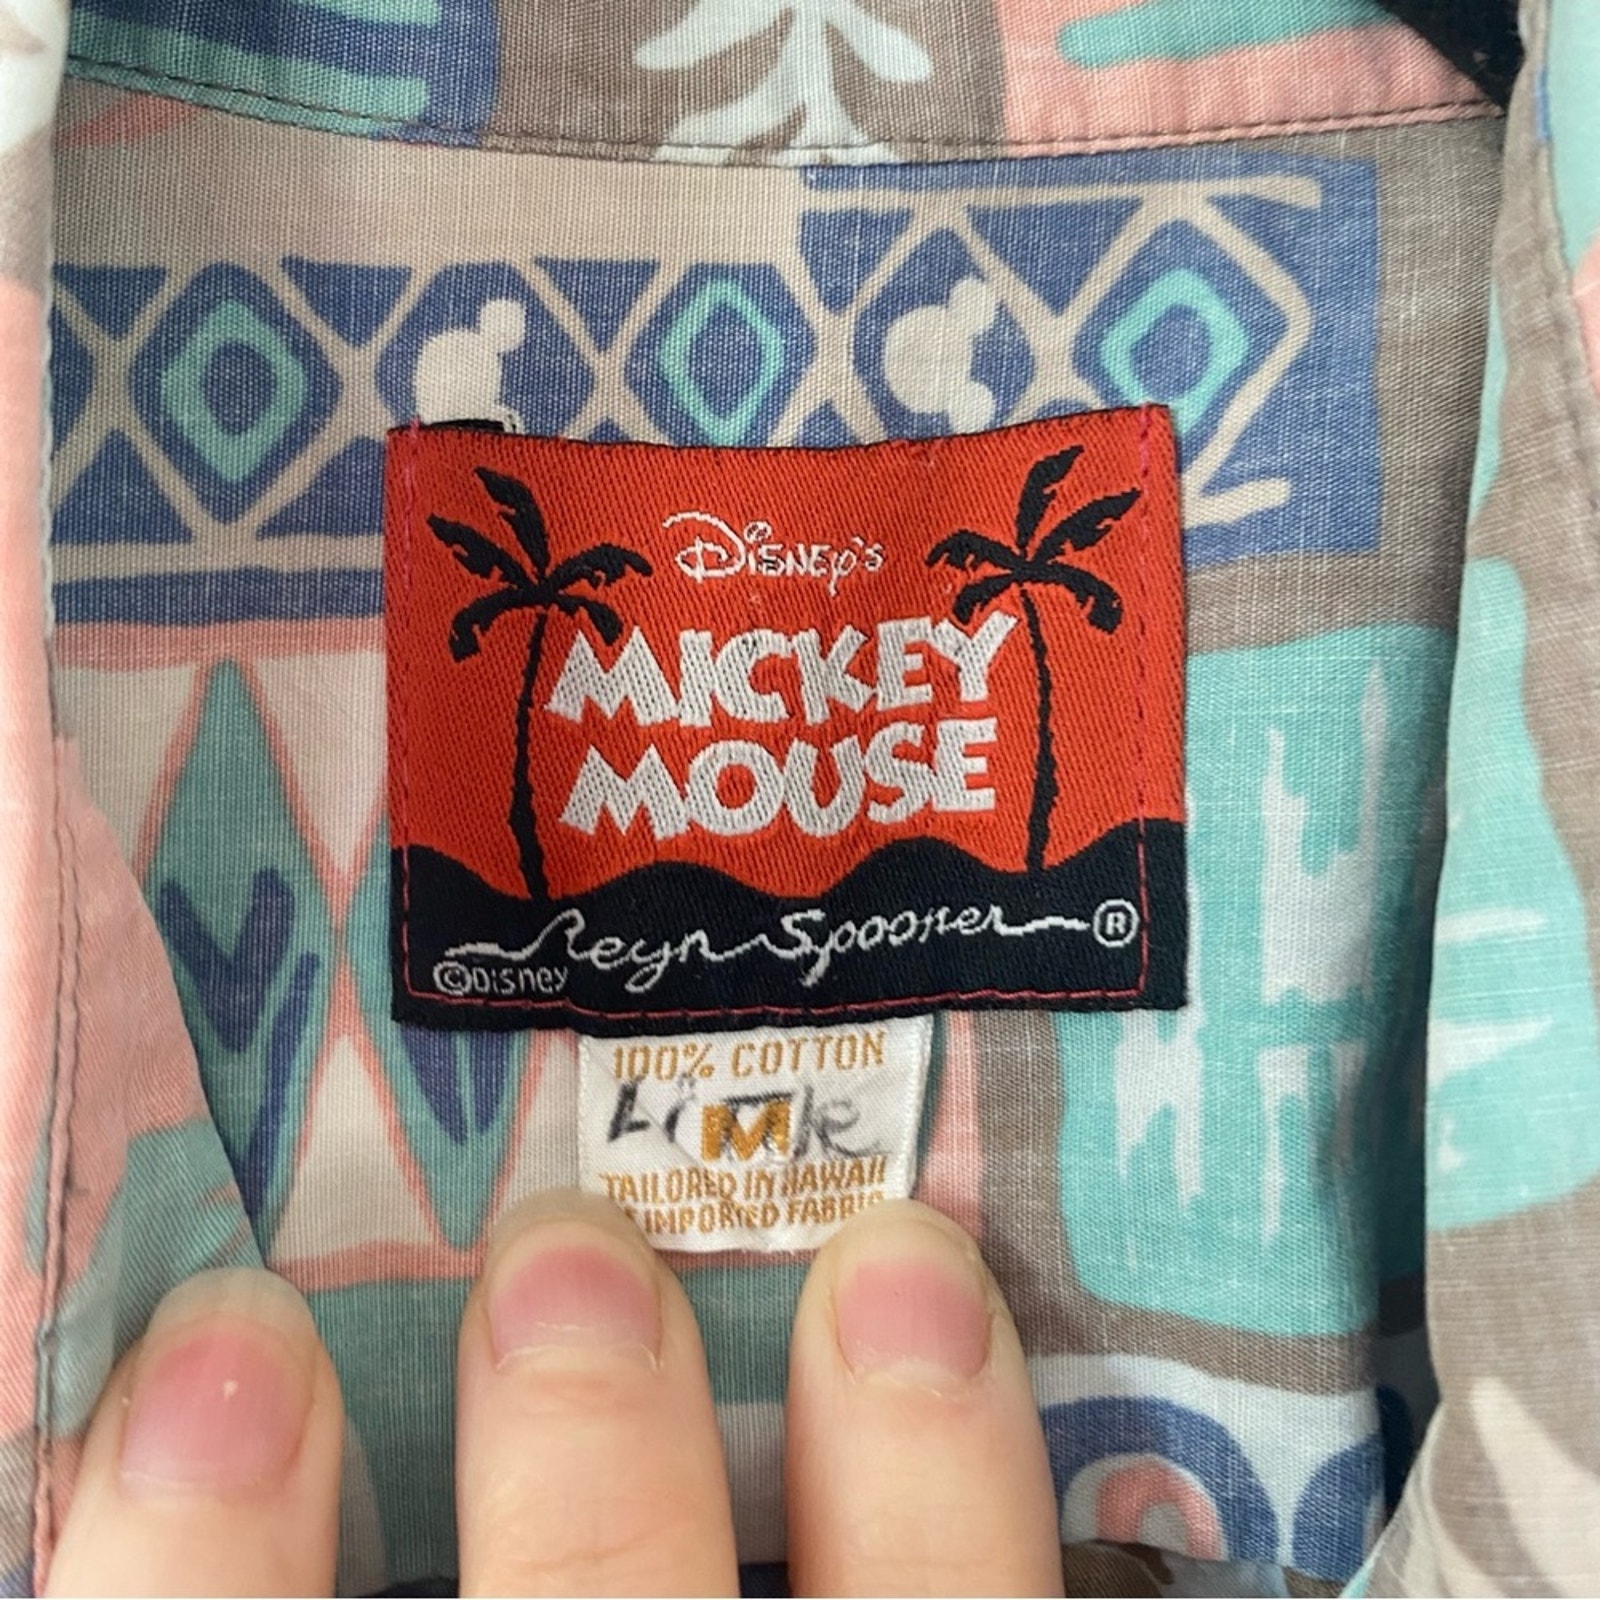 Disney's
MICKEY
MOUSE
Reyn Spooner ®
©Disney
100% COTTON
M
TAILORED IN HAWAII
IMPORTED FABRIC